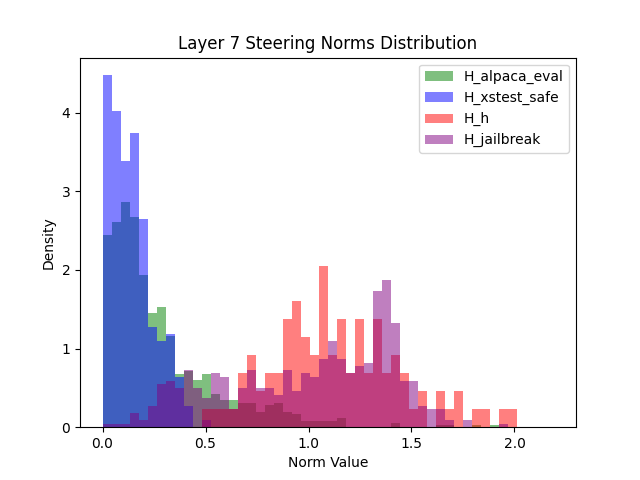 Layer 7 Steering Norms Distribution
H_alpaca_eval
H_xstest_safe
H_h
H_jailbreak
Density
4
3
2
1
0
0.0 0.5 1.0 1.5 2.0
Norm Value